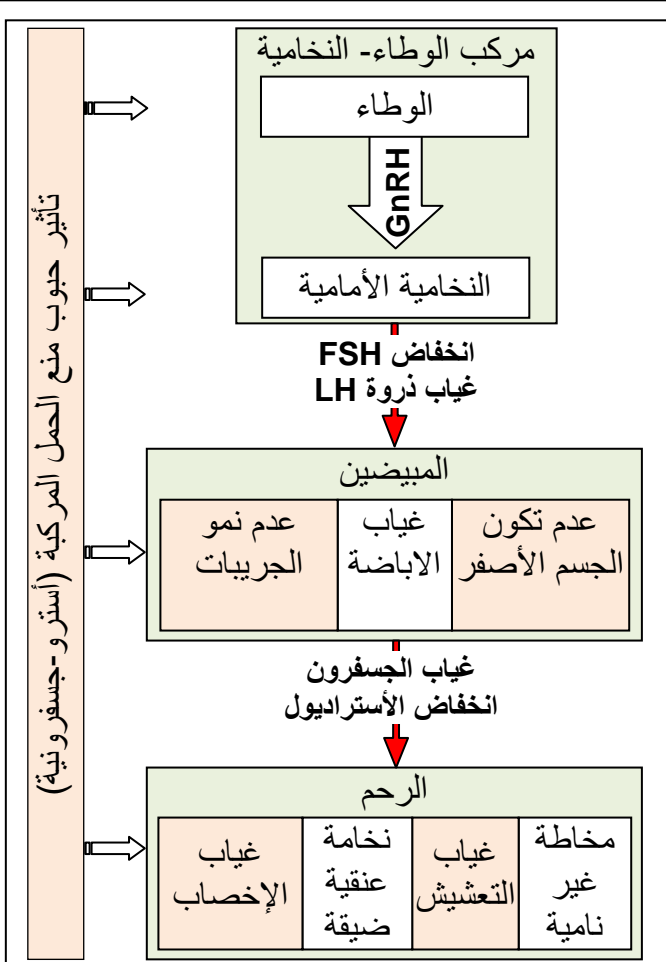 مركب الوطاء- النخامية
الوطاء
GnRH
النخامية الأمامية
انخفاض FSH
غياب ذروة LH
المبيضين
عدم تكون
الجسم الأصفر
غياب
الاباضة
عدم نمو
الجريبات
غياب الجسفرون
انخفاض الأستراديول
الرحم
مخاطة
غير
نامية
غياب
التعشيش
نخامة
عنقية
ضيقة
غياب
الإخصاب
تأثير حبوب منع الحمل المركبة (أسترو-جسفرونية)